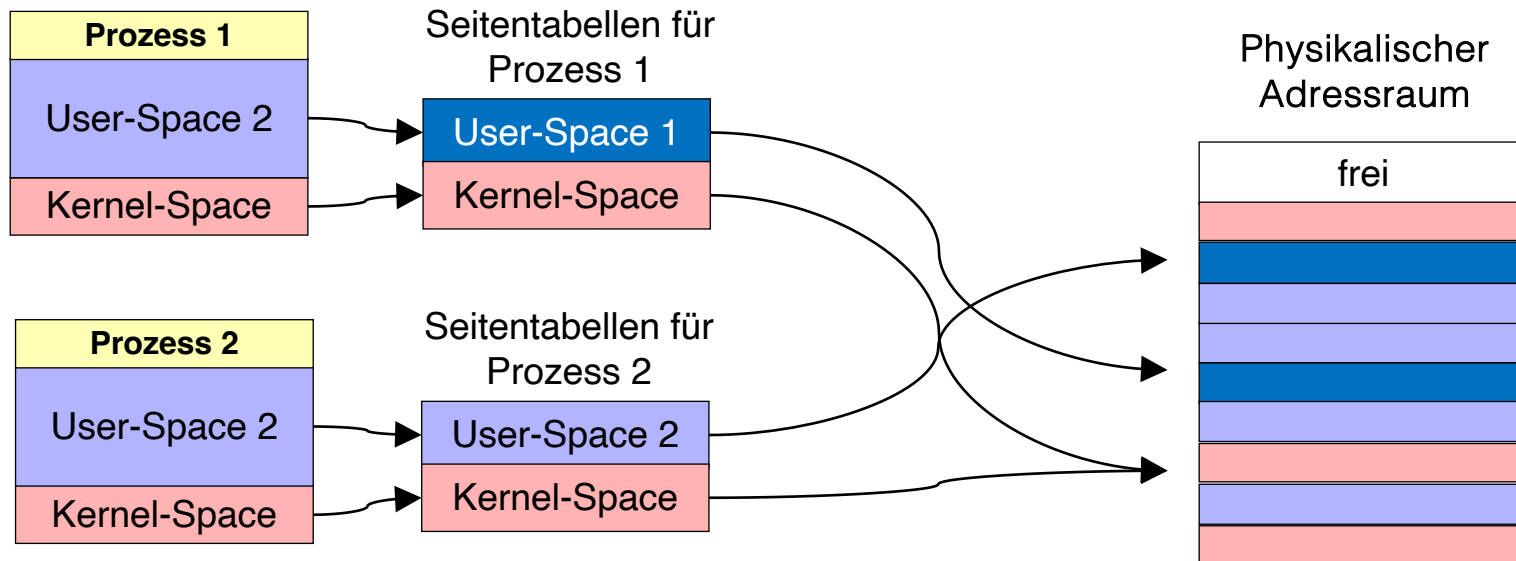 Prozess 1
User-Space 2
Kernel-Space
Seitentabellen für
Prozess 1
User-Space 1
Kernel-Space
Prozess 2
User-Space 2
Kernel-Space
Seitentabellen für
Prozess 2
User-Space 2
Kernel-Space
Physikalischer
Adressraum
frei